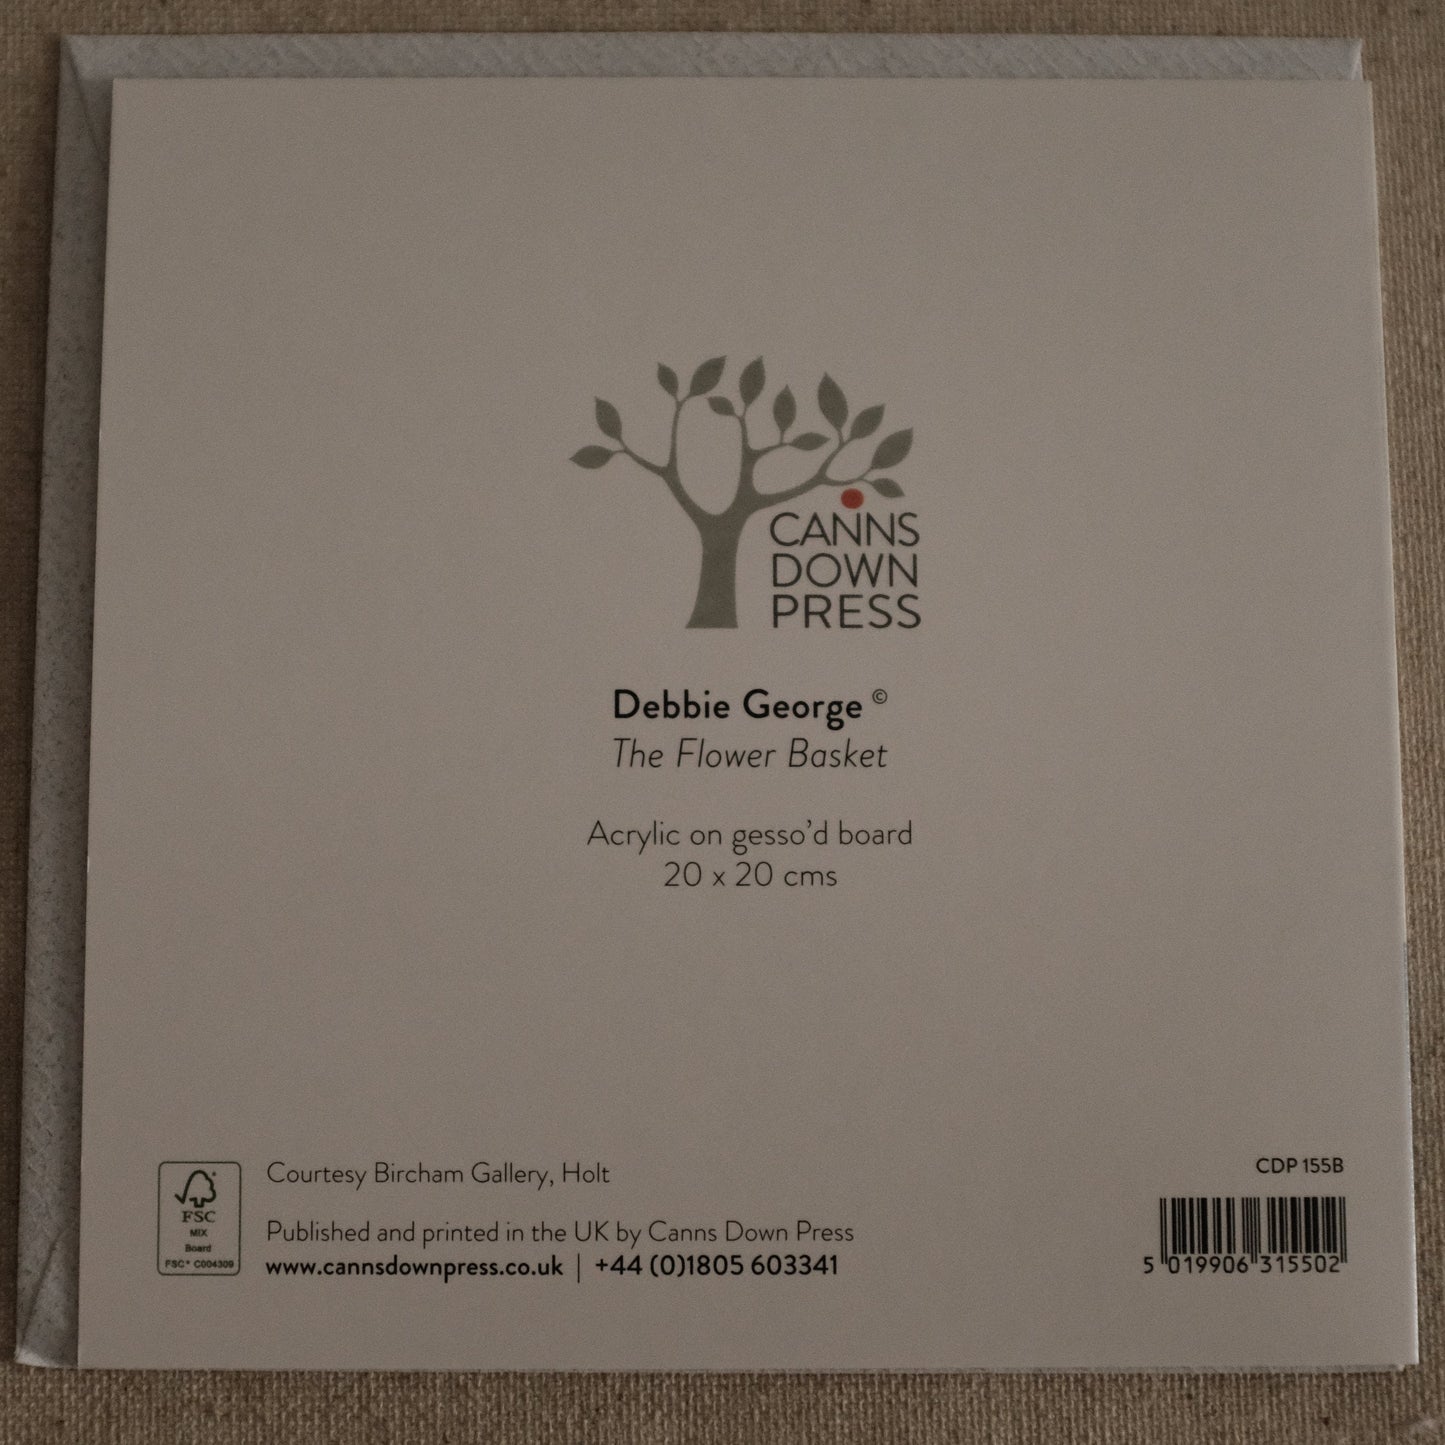 CANNS
DOWN
PRESS
Debbie George ©
The Flower Basket
Acrylic on gesso'd board
20 x 20 cms
FSC
MIX
Board
FSC® C004309
Courtesy Bircham Gallery, Holt
Published and printed in the UK by Canns Down Press
www.cannsdownpress.co.uk | +44 (0)1805 603341
CDP 155B
5 019906 315502